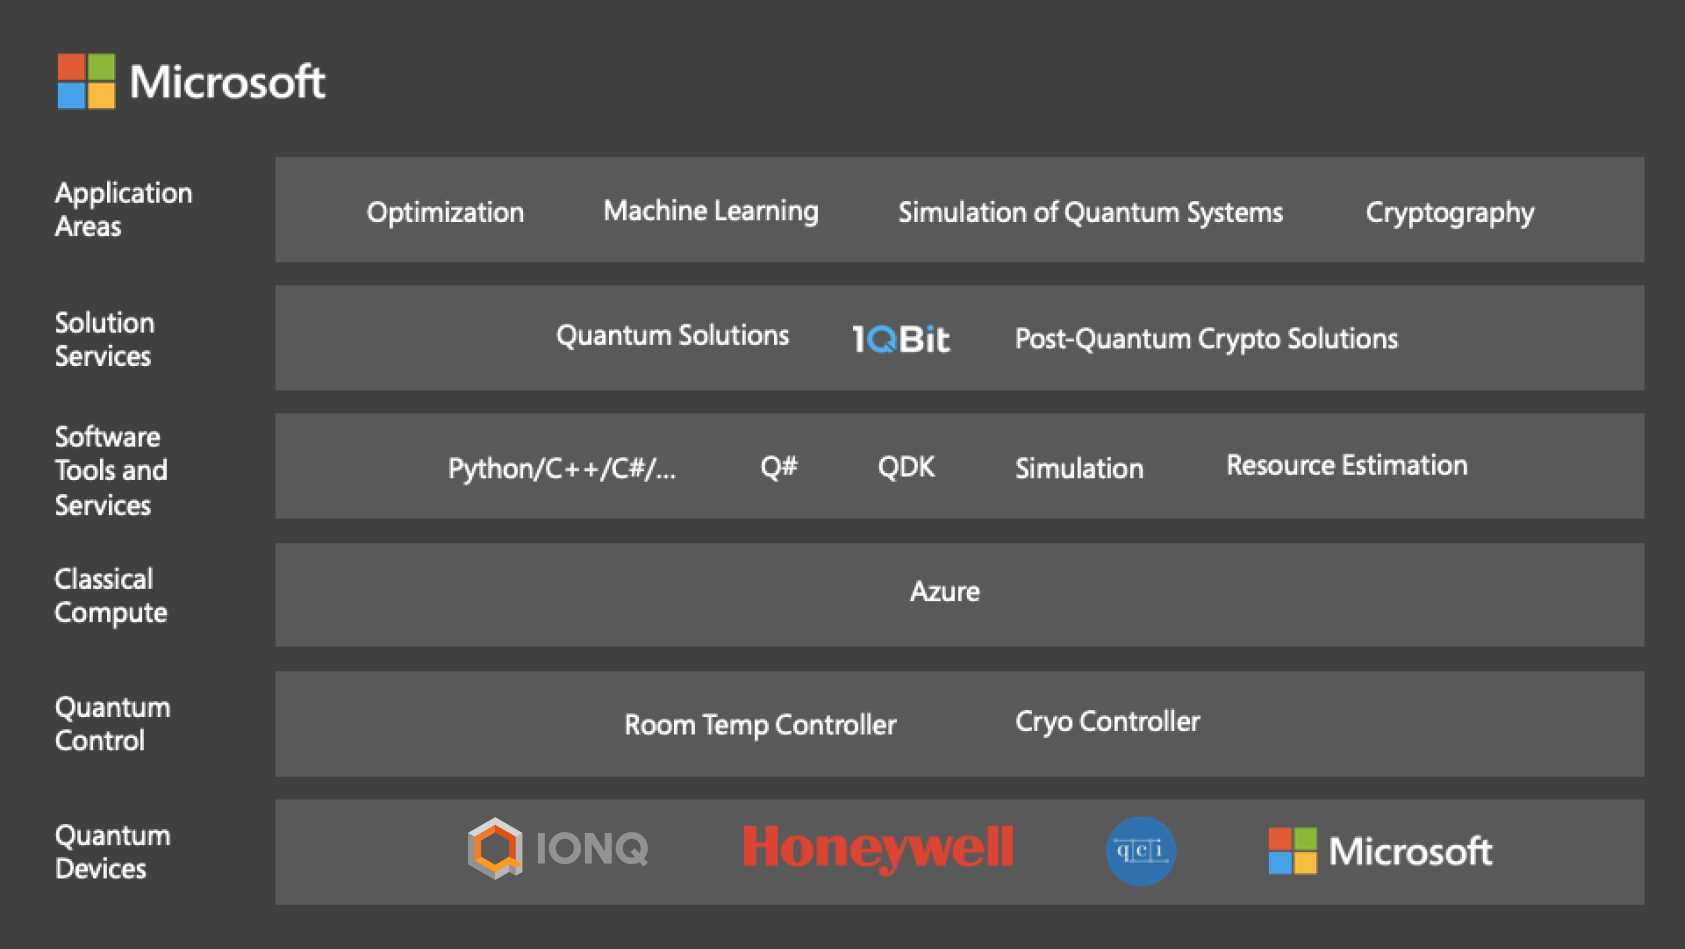 Microsoft
Application
Areas
Optimization
Machine Learning
Simulation of Quantum Systems
Cryptography
Solution
Services
Quantum Solutions
1QBit
Post-Quantum Crypto Solutions
Software
Tools and
Services
Python/C++/C#/...
Q#
QDK
Simulation
Resource Estimation
Classical
Compute
Azure
Quantum
Control
Room Temp Controller
Cryo Controller
Quantum
Devices
IONQ
Honeywell
qci
Microsoft